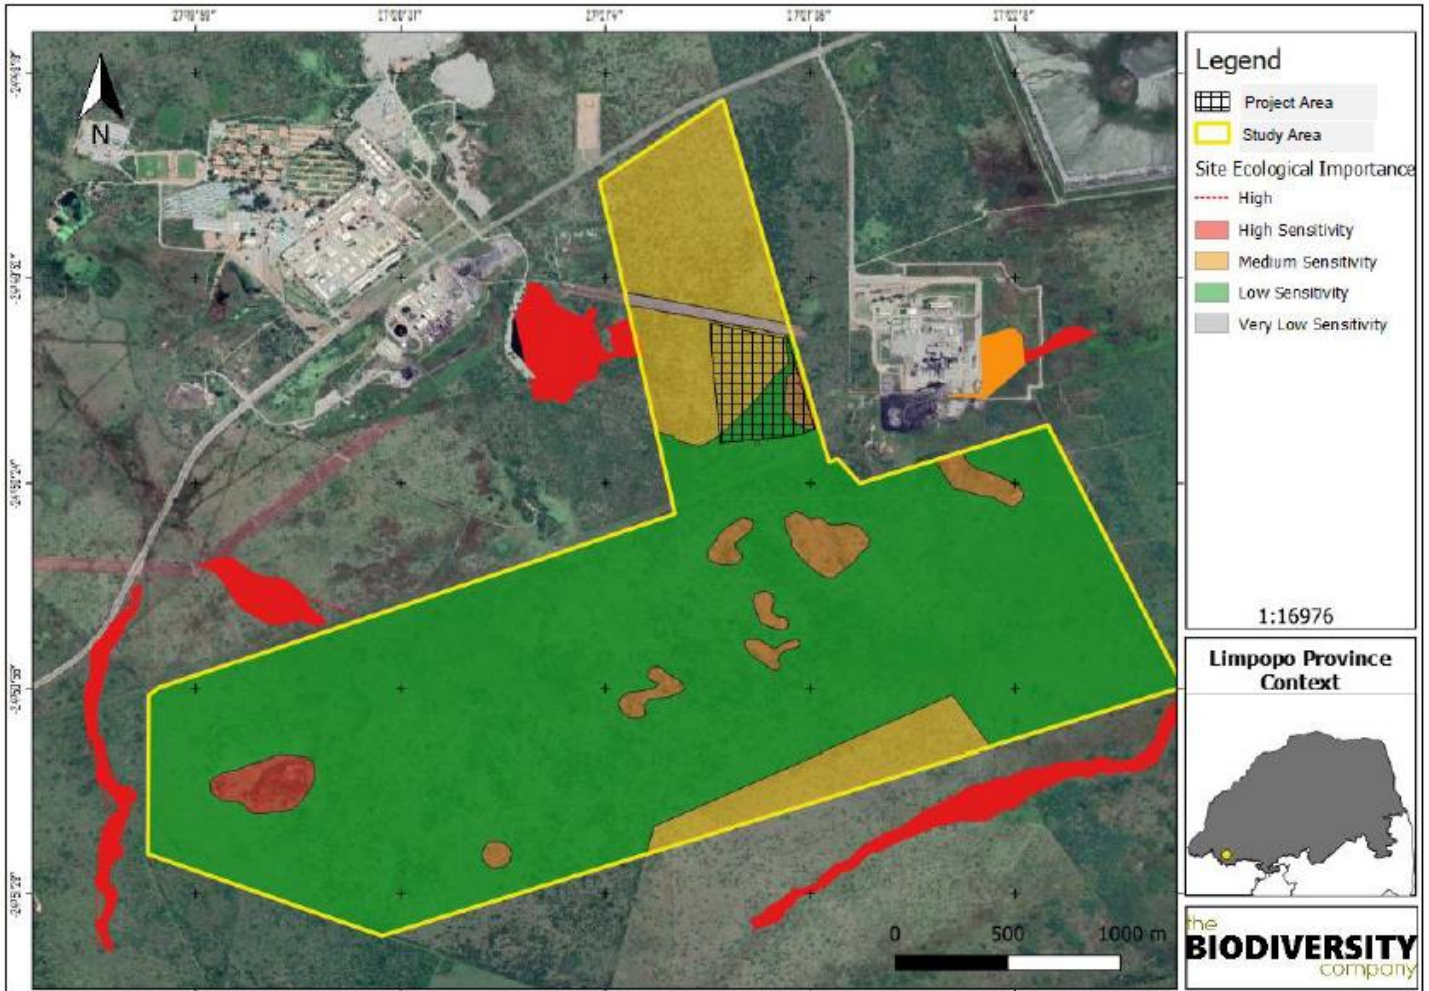 N
Legend
Project Area
Study Area
Site Ecological Importance
High
High Sensitivity
Medium Sensitivity
Low Sensitivity
Very Low Sensitivity
1:16976
Limpopo Province
Context
0 500 1000 m
the
BIODIVERSITY
company